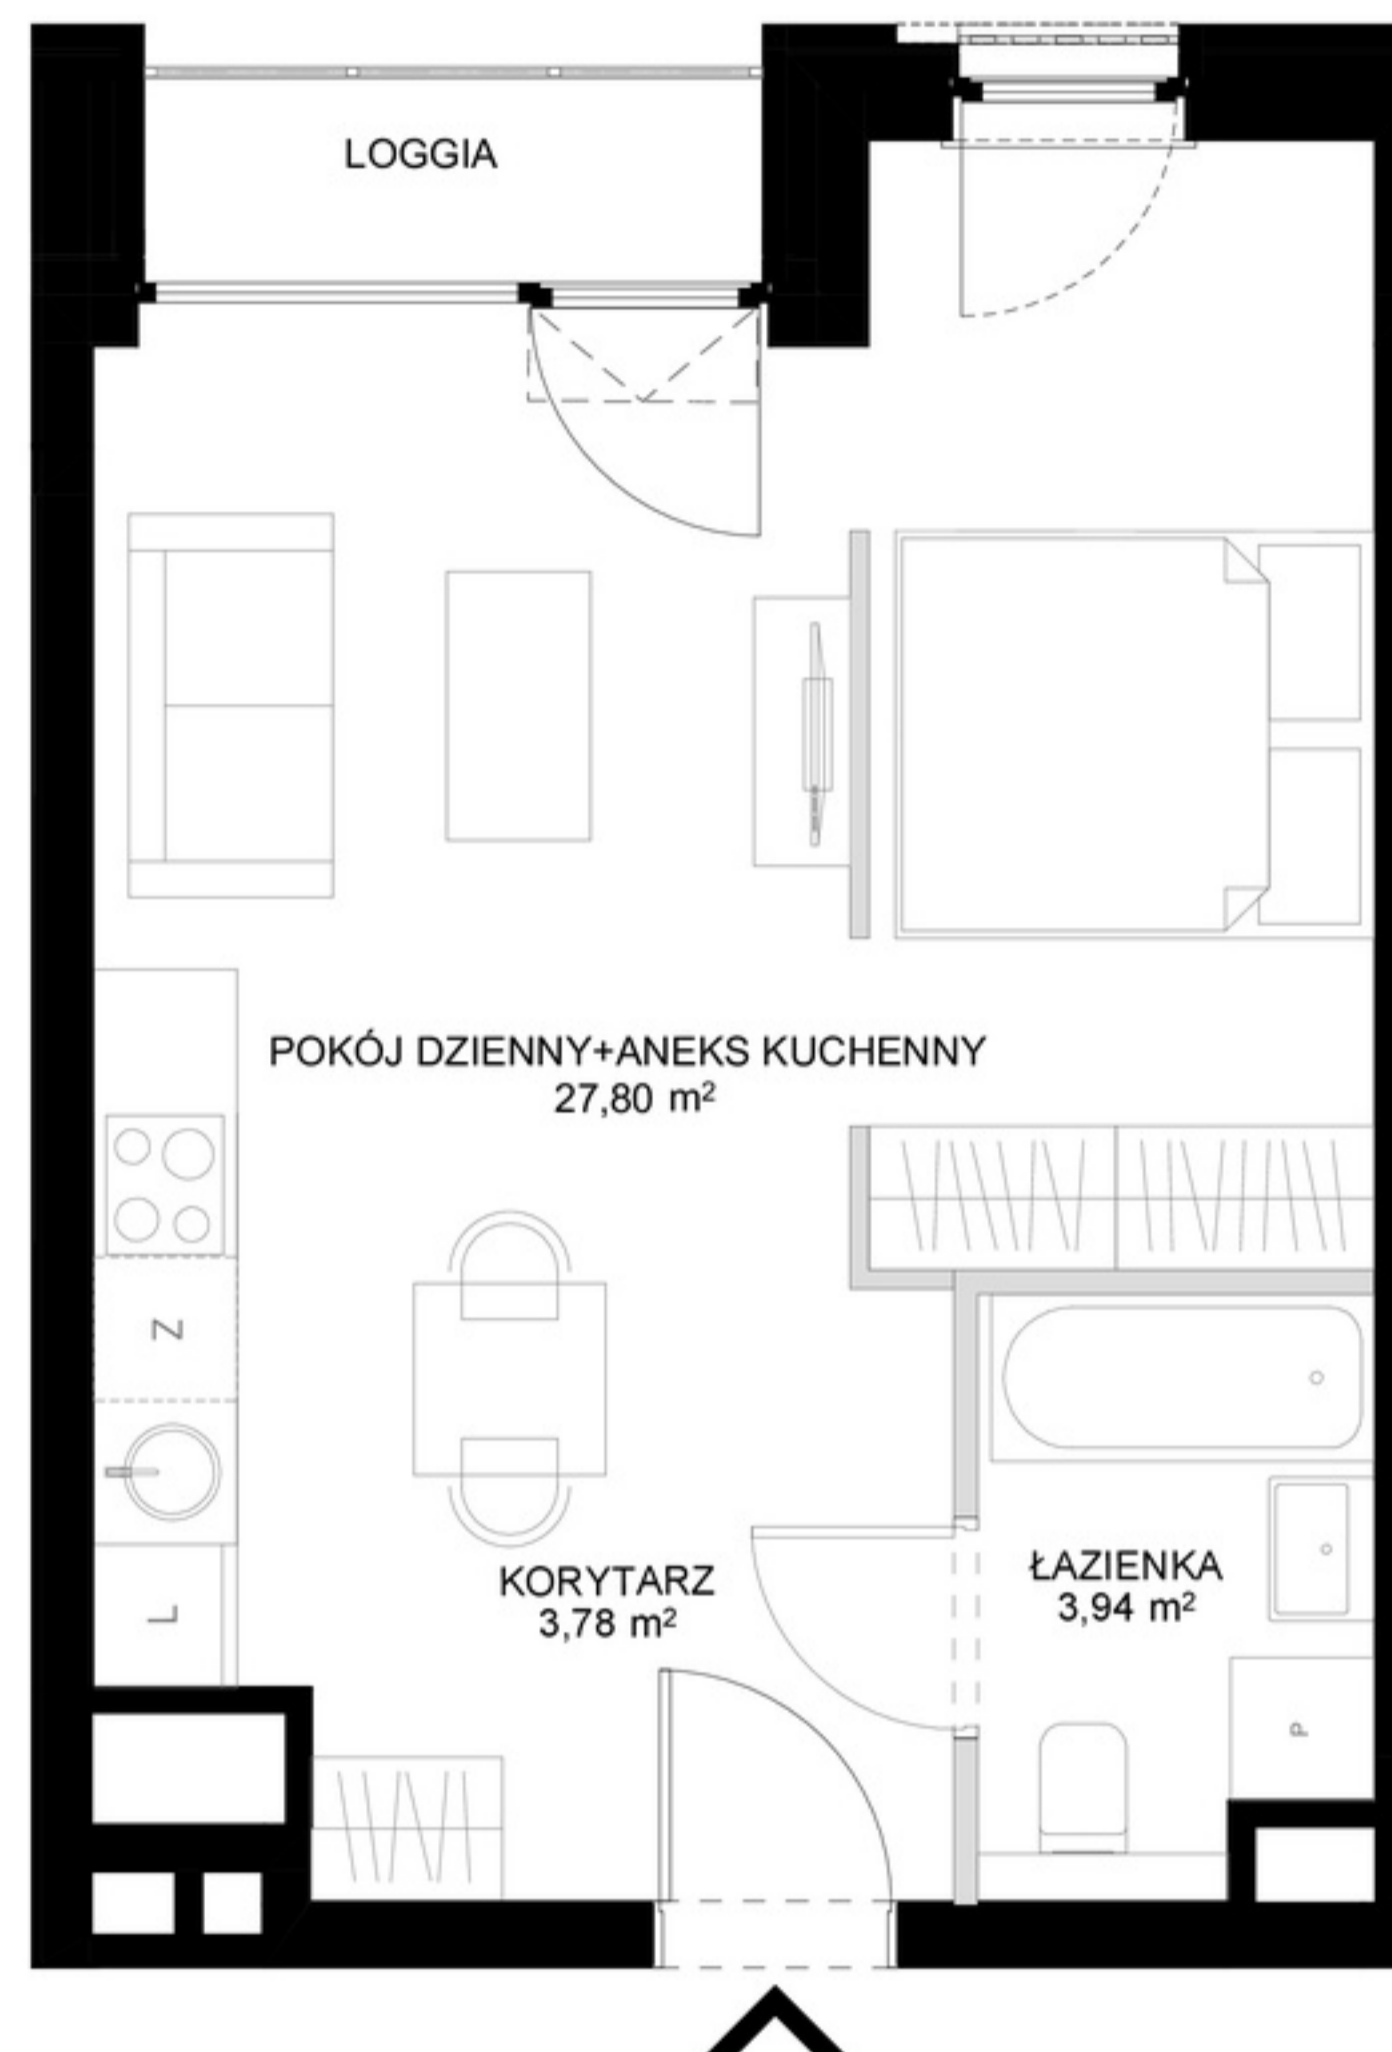 LOGGIA
POKÓJ DZIENNY+ANEKS KUCHENNY
27,80 m²
Z
KORYTARZ
3,78 m²
ŁAZIENKA
3,94 m²
L
P